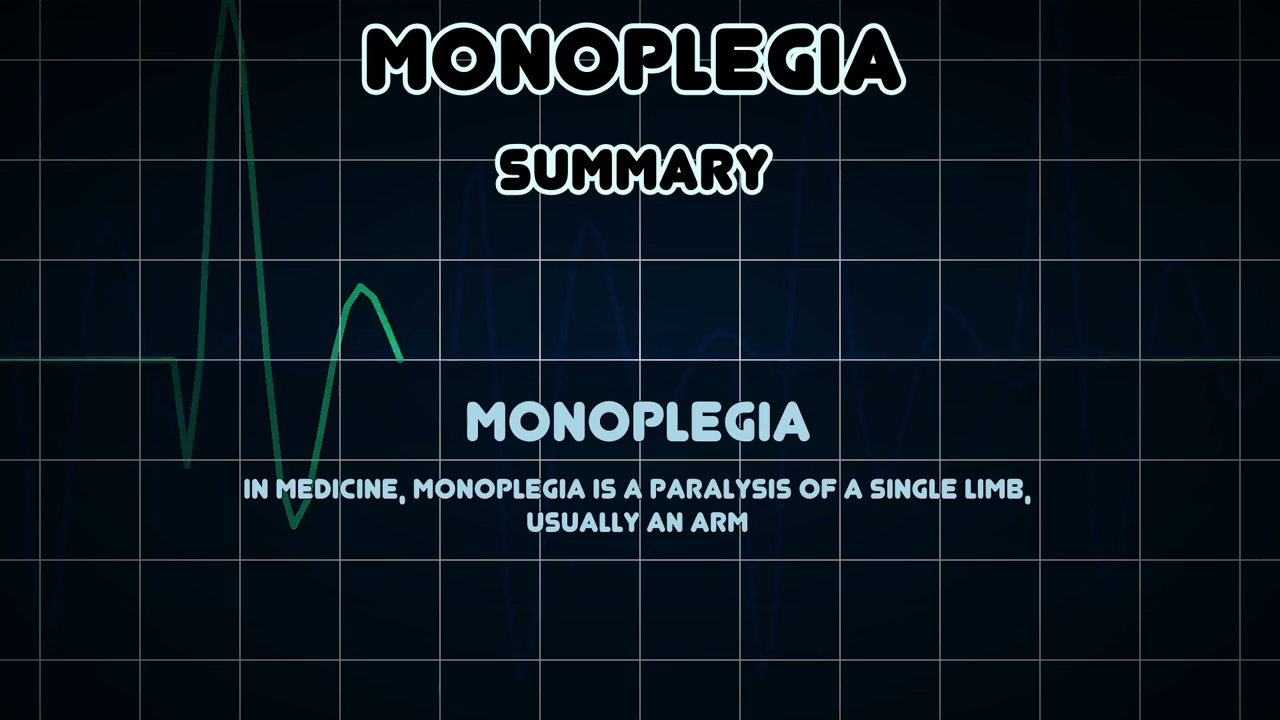 MONOPLEGIA
SUMMARY
MONOPLEGIA
IN MEDICINE, MONOPLEGIA IS A PARALYSIS OF A SINGLE LIMB,
USUALLY AN ARM